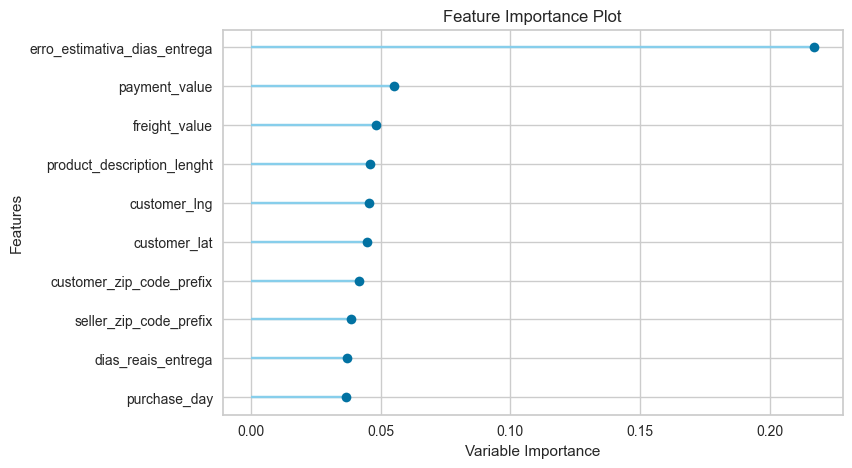 Feature Importance Plot
erro_estimativa_dias_entrega
payment_value
freight_value
product_description_lenght
customer_lng
customer_lat
customer_zip_code_prefix
seller_zip_code_prefix
dias_reais_entrega
purchase_day
Features
0.00 0.05 0.10 0.15 0.20
Variable Importance